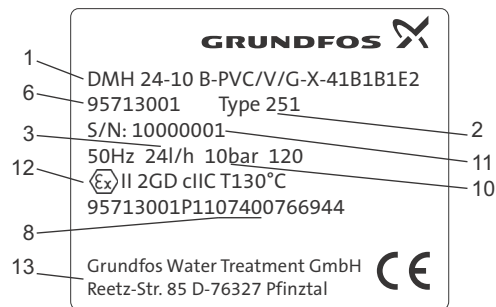 GRUNDFOS
1
DMH 24-10 B-PVC/V/G-X-41B1B1E2
6
95713001 Type 251
2
S/N: 10000001
11
3
50Hz 24l/h 10bar 120
10
12
Ex II 2GD cIIC T130°C
95713001P1107400766944
8
13
Grundfos Water Treatment GmbH
Reetz-Str. 85 D-76327 Pfinztal
CE